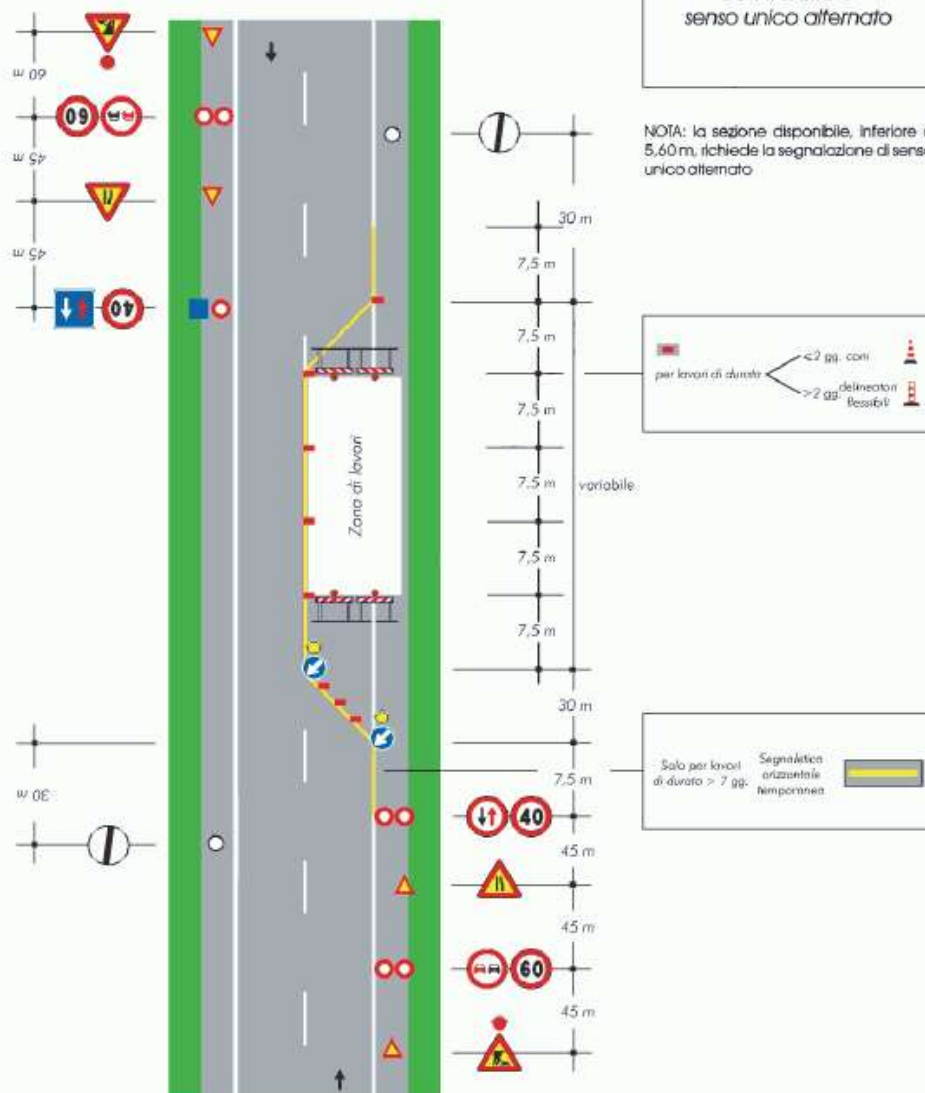 senso unico alternato
NOTA: la sezione disponibile, inferiore
5,60 m, richiede la segnalazione di senso
unico alternato
60 m
60
45 m
45 m
40
30 m
7,5 m
7,5 m
7,5 m
7,5 m
7,5 m
7,5 m
variabile
per lavori di durata
≤2 gg. coni
>2 gg. delineatori
flessibili
Zona di lavori
30 m
7,5 m
Solo per lavori
di durata > 7 gg.
Segnaletica
orizzontale
temporanea
30 m
40
45 m
45 m
60
45 m